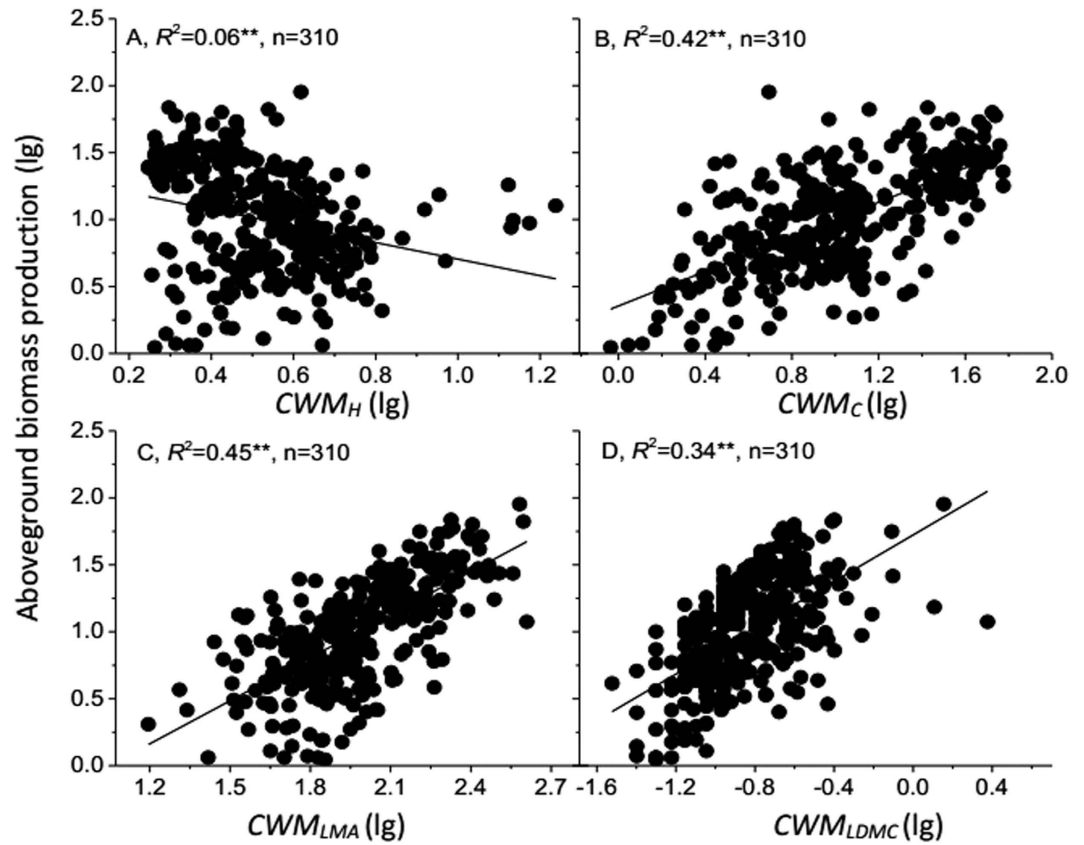 Aboveground biomass production (lg)
A, R²=0.06**, n=310
2.5
2.0
1.5
1.0
0.5
0.0
0.2 0.4 0.6 0.8 1.0 1.2
CWM_H (lg)
B, R²=0.42**, n=310
0.0 0.4 0.8 1.2 1.6 2.0
CWM_C (lg)
C, R²=0.45**, n=310
2.5
2.0
1.5
1.0
0.5
0.0
1.2 1.5 1.8 2.1 2.4 2.7
CWM_LMA (lg)
D, R²=0.34**, n=310
-1.6 -1.2 -0.8 -0.4 0.0 0.4
CWM_LDMC (lg)